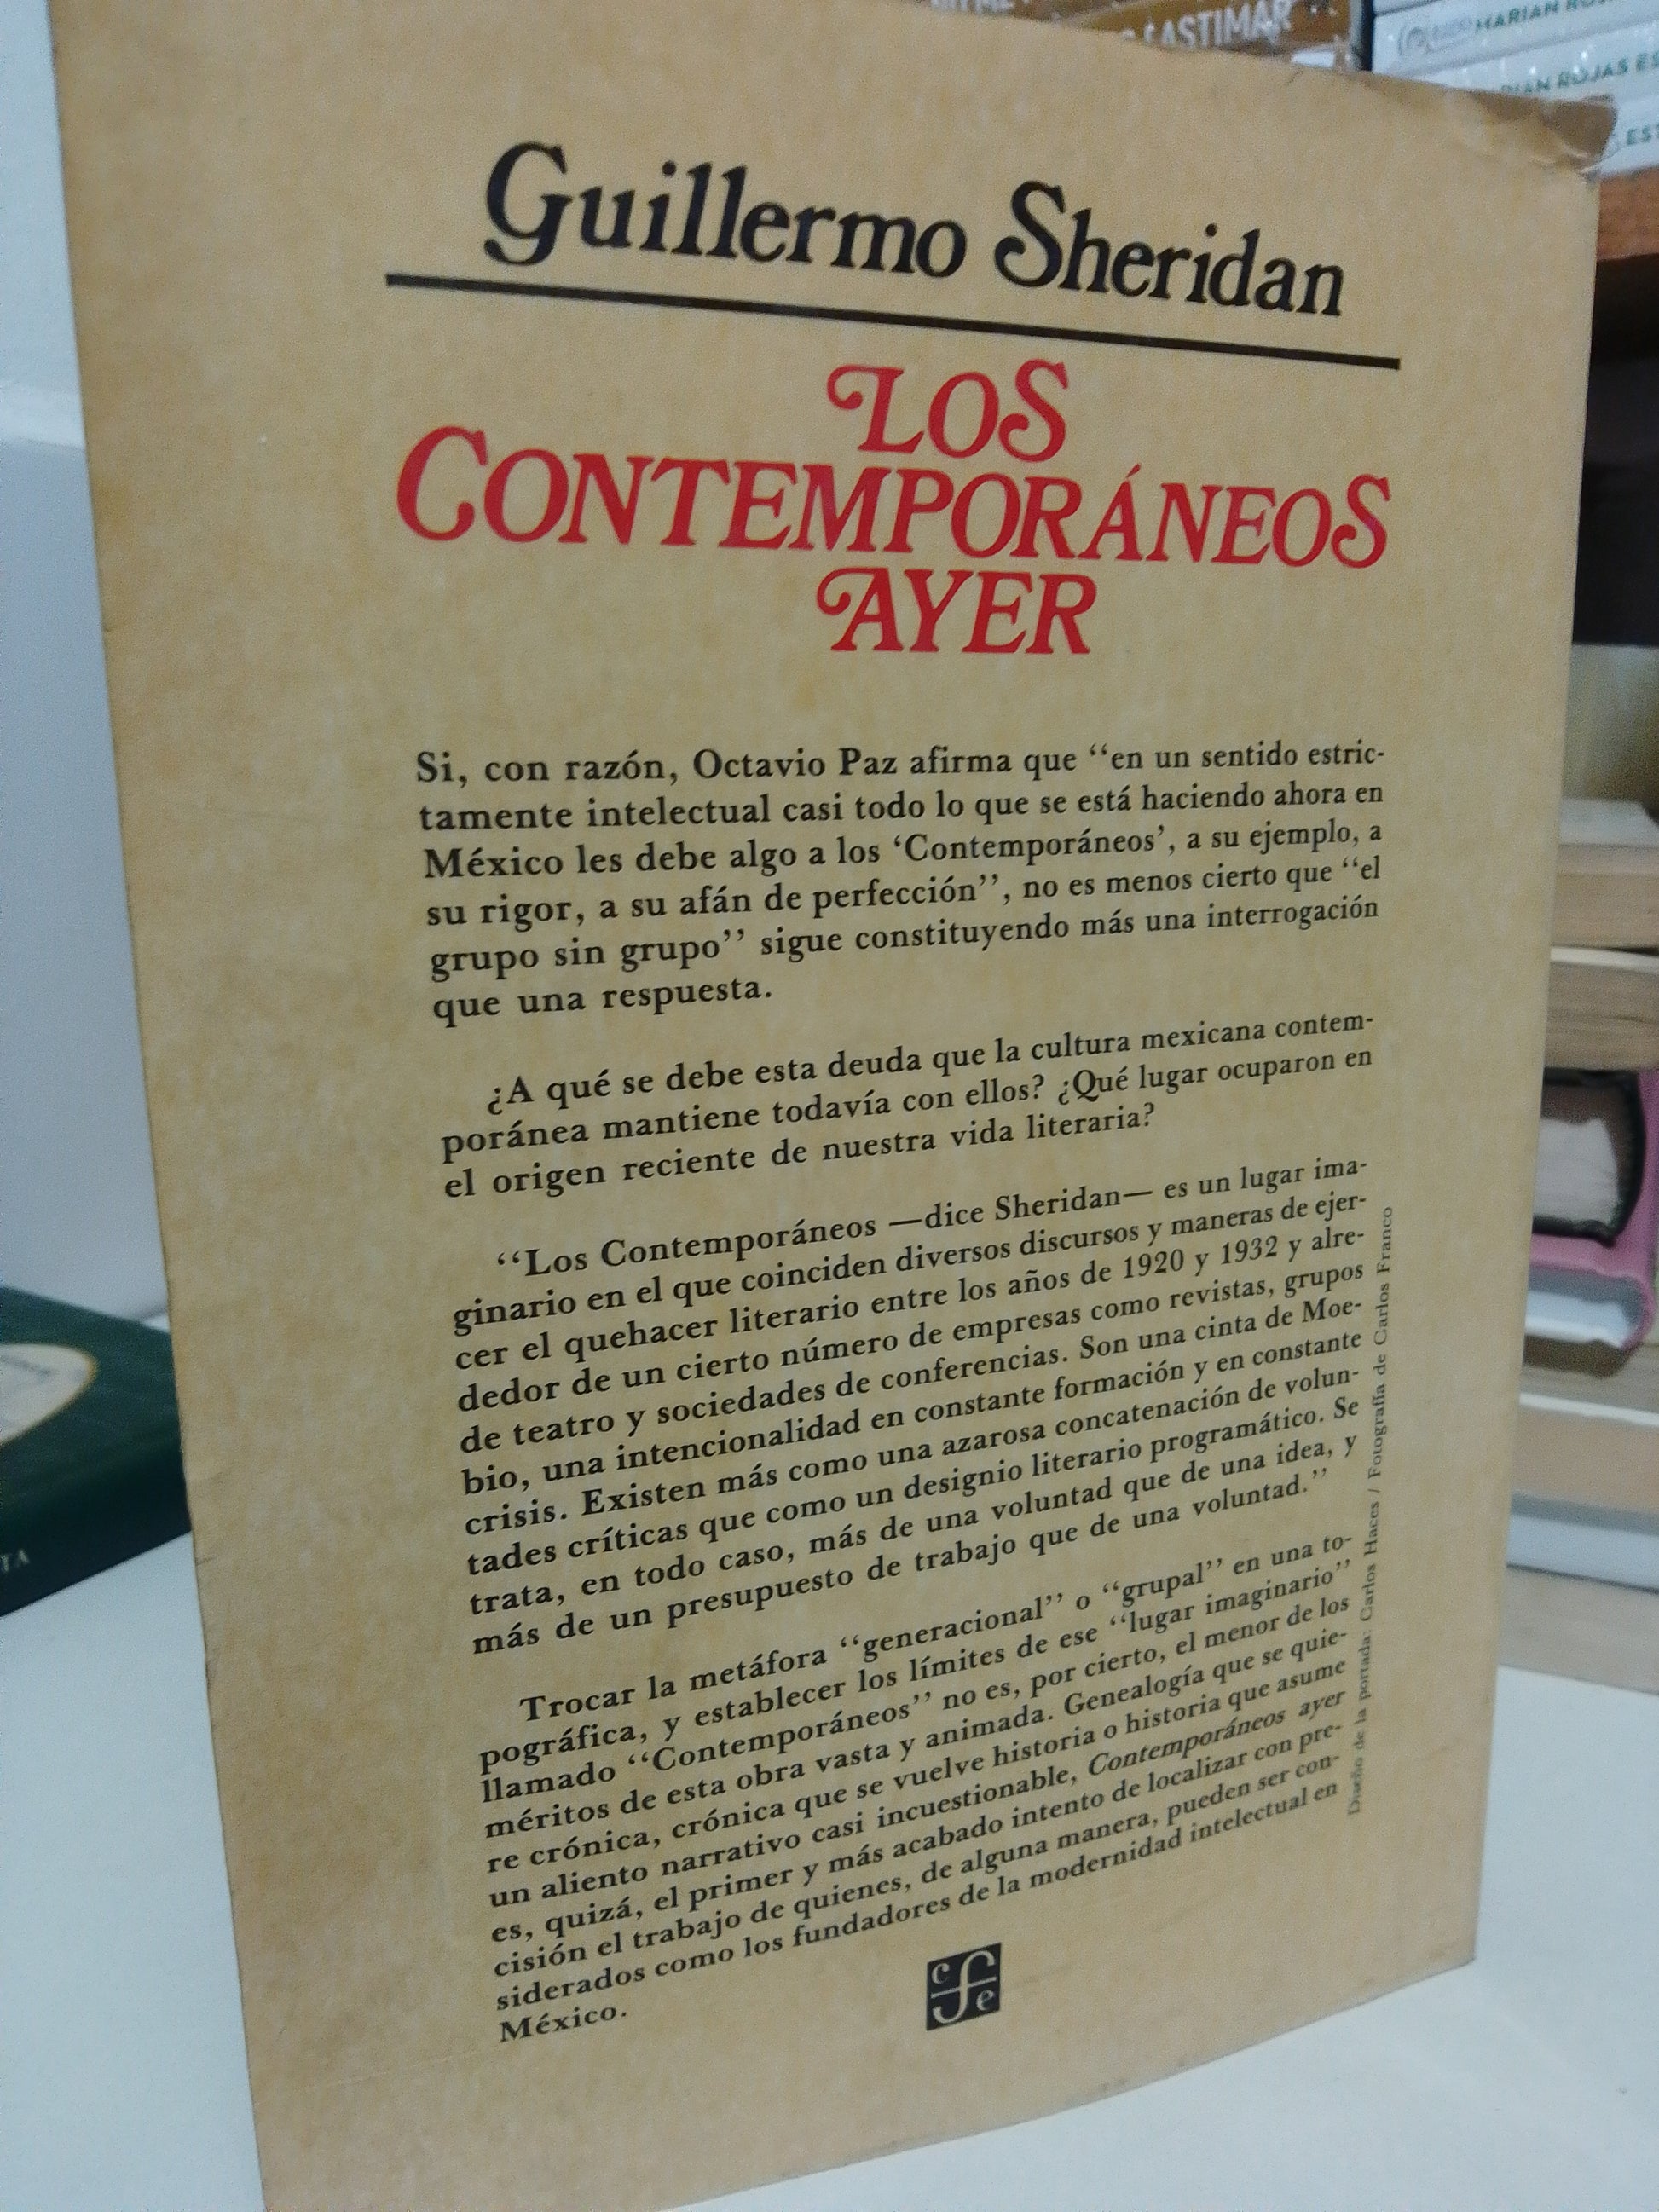 LASTIMAR
MARIAN RO
RIAN ROJAS ES
EST
Guillermo Sheridan
LOS
CONTEMPORÁNEOS
AYER
Si, con razón, Octavio Paz afirma que “en un sentido estric-
tamente intelectual casi todo lo que se está haciendo ahora en
México les debe algo a los ‘Contemporáneos’, a su ejemplo, a
su rigor, a su afán de perfección”, no es menos cierto que “el
grupo sin grupo” sigue constituyendo más una interrogación
que una respuesta.
¿A qué se debe esta deuda que la cultura mexicana contem-
poránea mantiene todavía con ellos? ¿Qué lugar ocuparon en
el origen reciente de nuestra vida literaria?
“Los Contemporáneos —dice Sheridan— es un lugar ima-
ginario en el que coinciden diversos discursos y maneras de ejer-
cer el quehacer literario entre los años de 1920 y 1932 y alre-
dedor de un cierto número de empresas como revistas, grupos
de teatro y sociedades de conferencias. Son una cinta de Moe-
bio, una intencionalidad en constante formación y en constante
crisis. Existen más como una azarosa concatenación de volun-
tades críticas que como un designio literario programático. Se
trata, en todo caso, más de una voluntad que de una idea, y
más de un presupuesto de trabajo que de una voluntad.”
Trocar la metáfora “generacional” o “grupal” en una to-
pográfica, y establecer los límites de ese “lugar imaginario”
llamado “Contemporáneos” no es, por cierto, el menor de los
méritos de esta obra vasta y animada. Genealogía que se quie-
re crónica, crónica que se vuelve historia o historia que asume
un aliento narrativo casi incuestionable, Contemporáneos ayer
es, quizá, el primer y más acabado intento de localizar con pre-
cisión el trabajo de quienes, de alguna manera, pueden ser con-
siderados como los fundadores de la modernidad intelectual en
México.
Diseño de la portada: Carlos Haces / Fotografía de Carlos Franco
cfe
TA